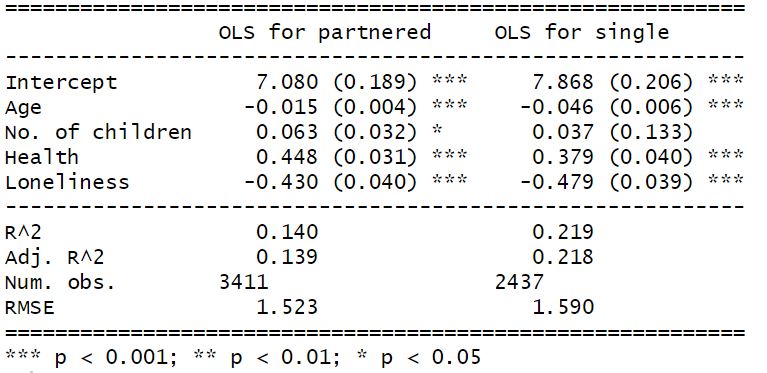 OLS for partnered OLS for single
Intercept 7.080 (0.189) *** 7.868 (0.206) ***
Age -0.015 (0.004) *** -0.046 (0.006) ***
No. of children 0.063 (0.032) * 0.037 (0.133)
Health 0.448 (0.031) *** 0.379 (0.040) ***
Loneliness -0.430 (0.040) *** -0.479 (0.039) ***
R^2 0.140 0.219
Adj. R^2 0.139 0.218
Num. obs. 3411 2437
RMSE 1.523 1.590
*** p < 0.001; ** p < 0.01; * p < 0.05